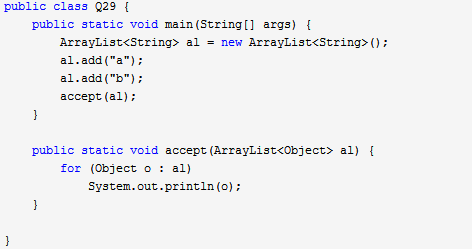 public class Q29 {
    public static void main(String[] args) {
        ArrayList<String> al = new ArrayList<String>();
        al.add("a");
        al.add("b");
        accept(al);
    }

    public static void accept(ArrayList<Object> al) {
        for (Object o : al)
            System.out.println(o);
    }

}